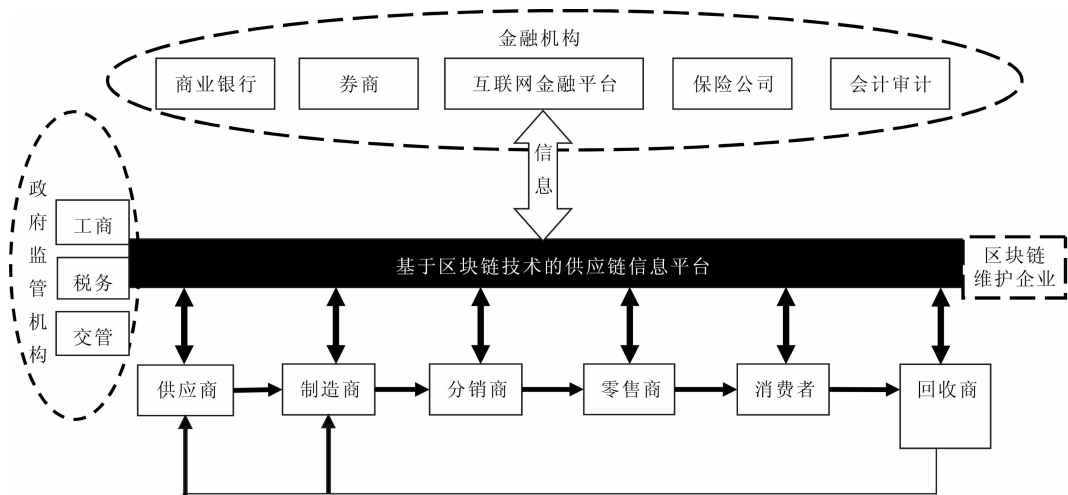 金融机构
商业银行
券商
互联网金融平台
保险公司
会计审计
信息
政府监管机构
工商
税务
交管
基于区块链技术的供应链信息平台
区块链
维护企业
供应商
制造商
分销商
零售商
消费者
回收商